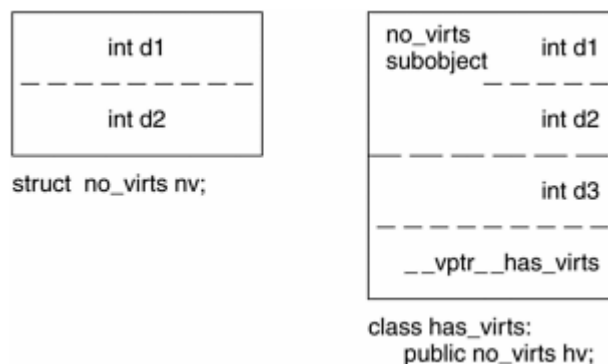 int d1
int d2
struct no_virts nv;
no_virts
subobject
int d1
int d2
int d3
__vptr__has_virts
class has_virts:
public no_virts hv;